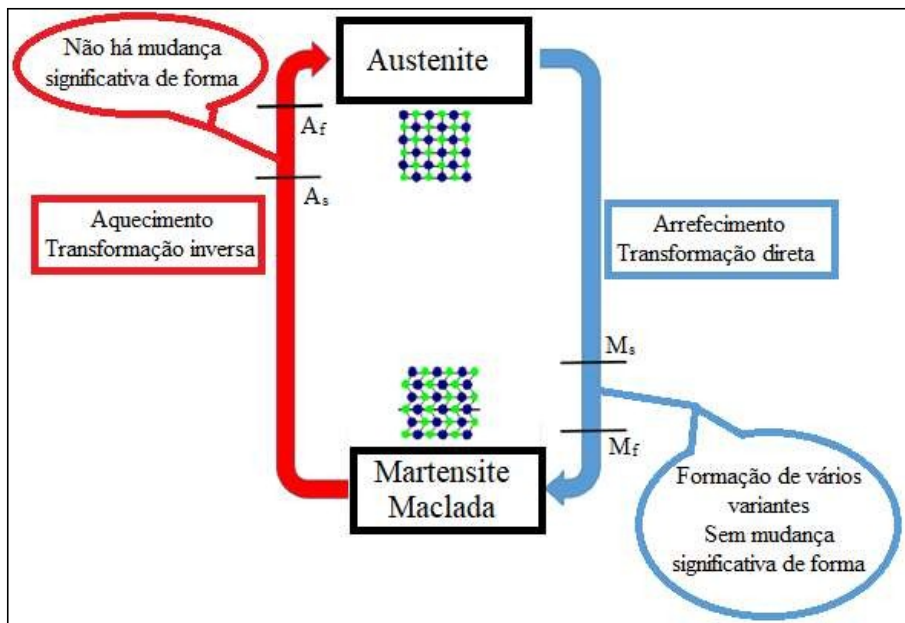 Não há mudança
significativa de forma
Austenite
Af
As
Aquecimento
Transformação inversa
Arrefecimento
Transformação direta
Ms
Mf
Martensite
Maclada
Formação de vários
variantes
Sem mudança
significativa de forma